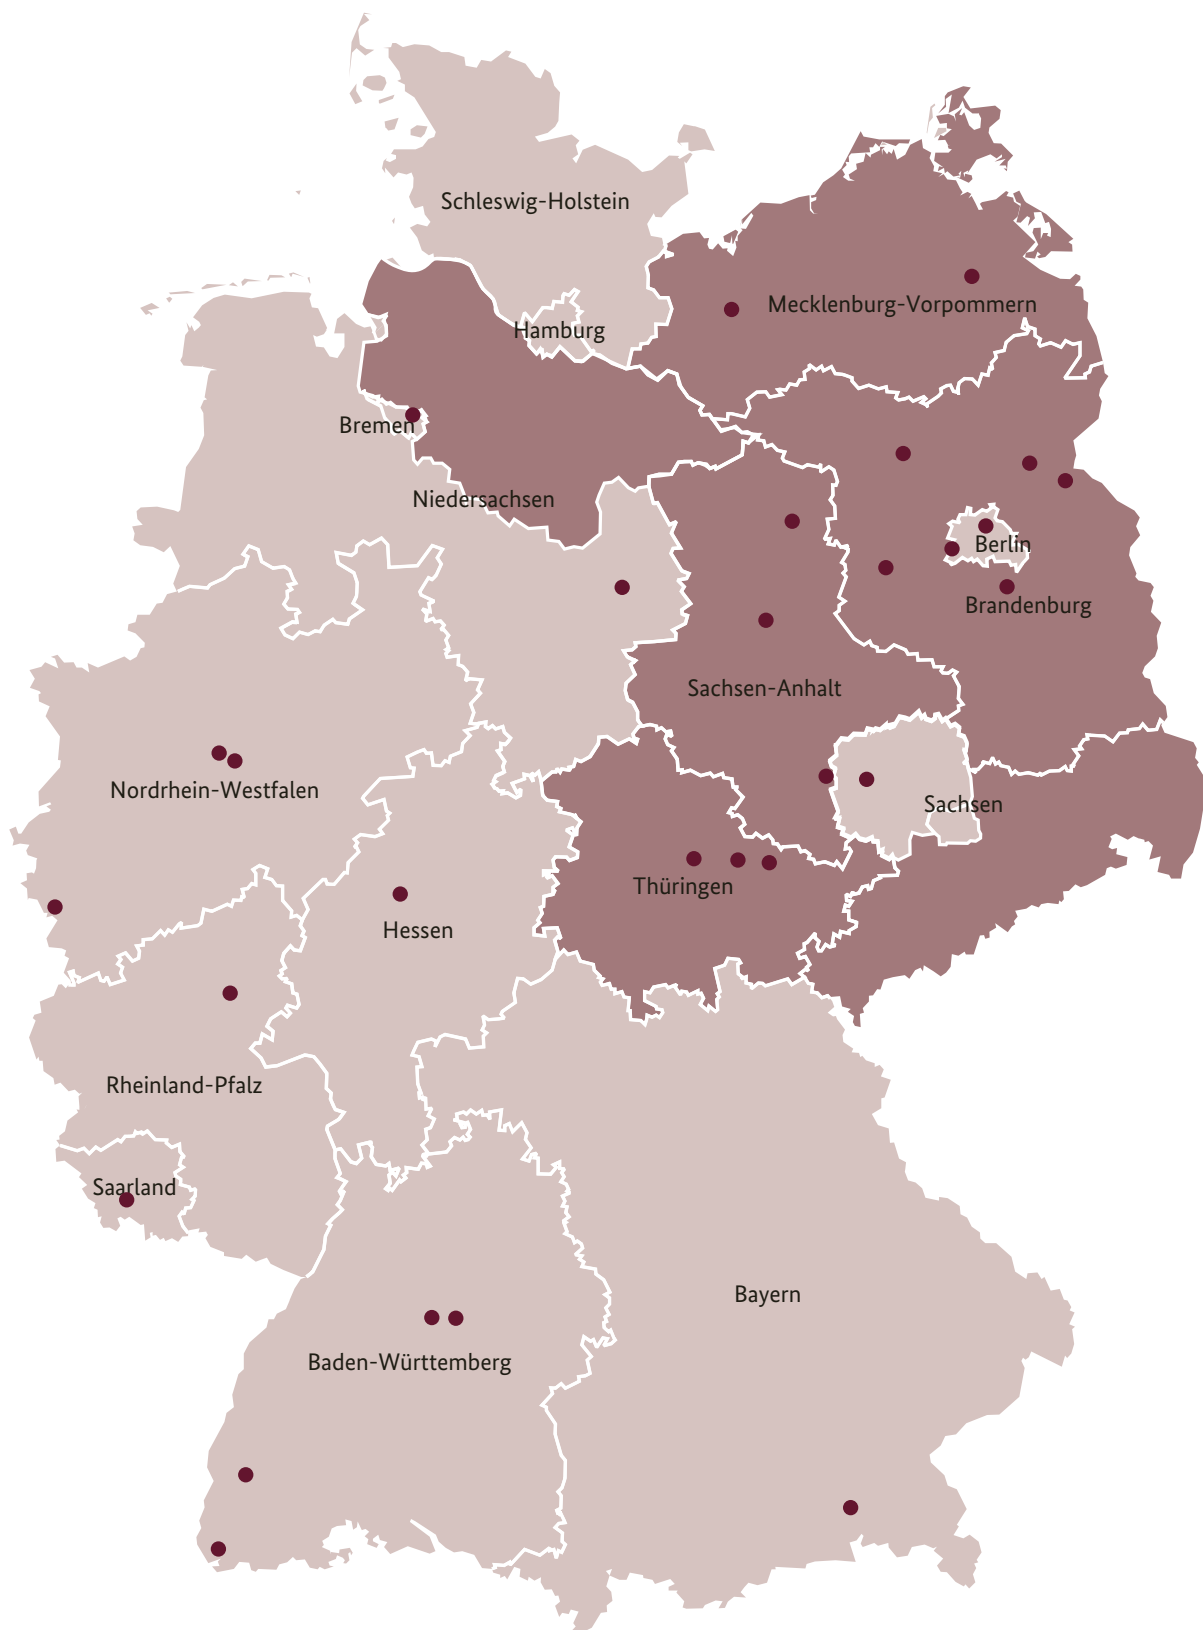 Schleswig-Holstein
Mecklenburg-Vorpommern
Hamburg
Bremen
Niedersachsen
Berlin
Brandenburg
Sachsen-Anhalt
Nordrhein-Westfalen
Sachsen
Thüringen
Hessen
Rheinland-Pfalz
Saarland
Bayern
Baden-Württemberg